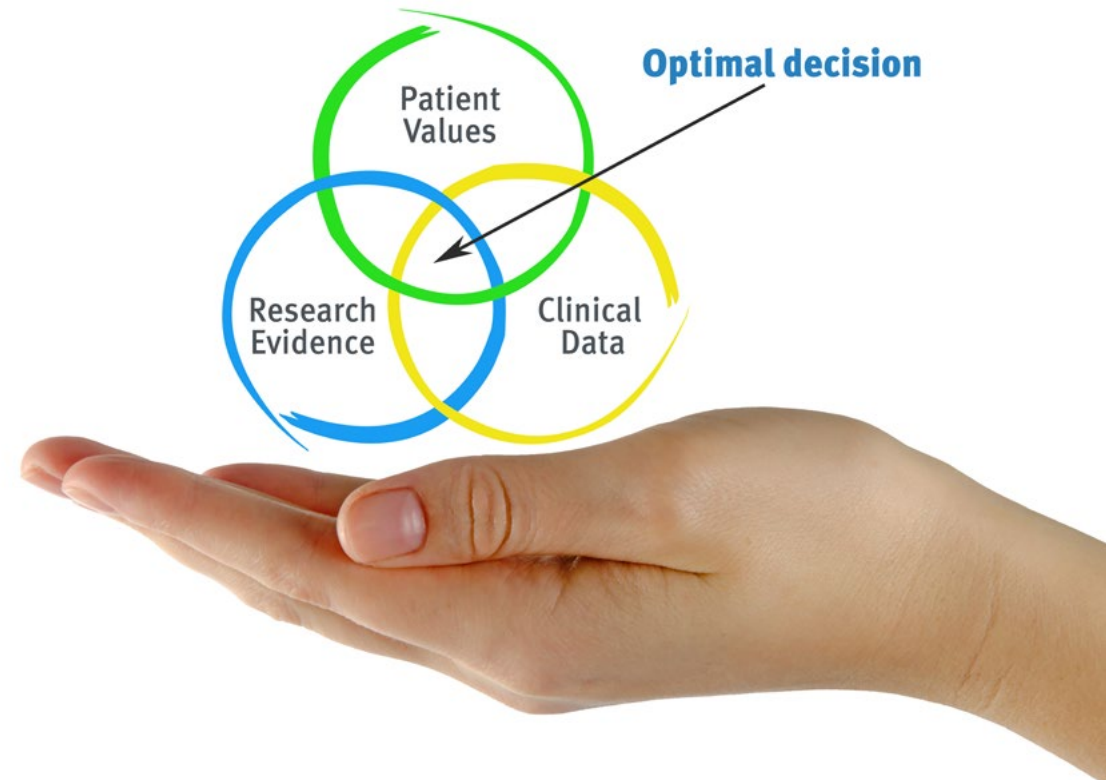 Optimal decision
Patient
Values
Research
Evidence
Clinical
Data